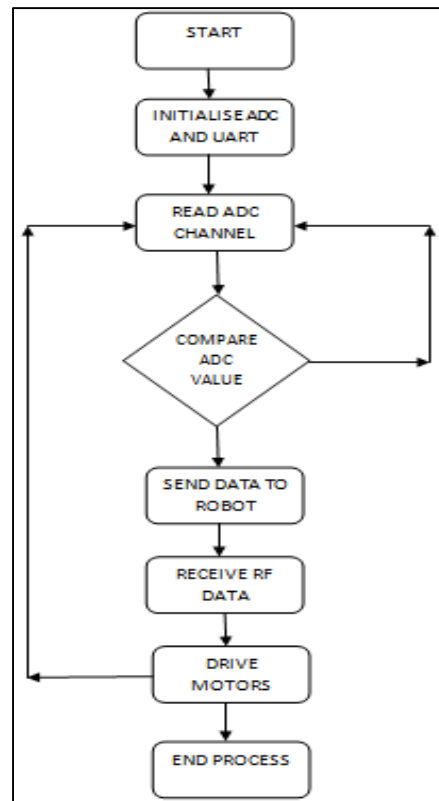 START
INITIALISE ADC
AND UART
READ ADC
CHANNEL
COMPARE
ADC
VALUE
SEND DATA TO
ROBOT
RECEIVE RF
DATA
DRIVE
MOTORS
END PROCESS